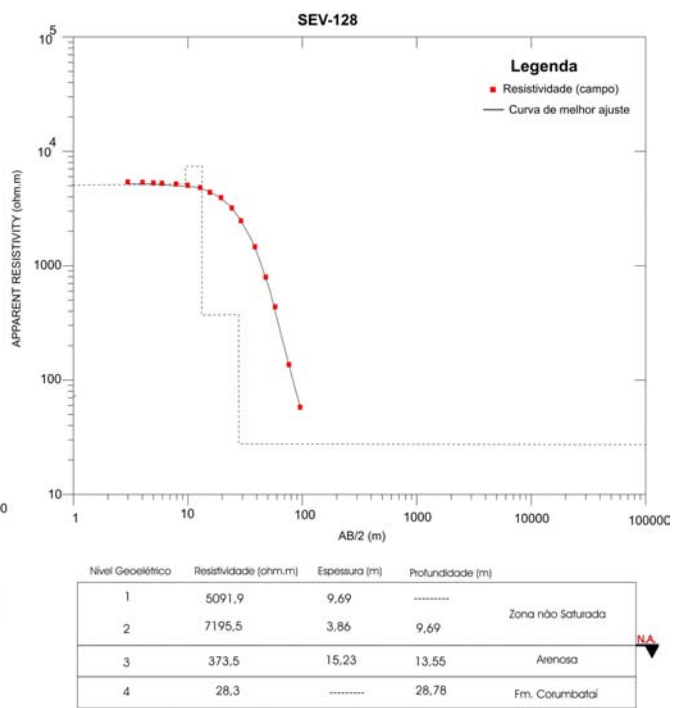 SEV-128
10^5
10^4
1000
100
10
APPARENT RESISTIVITY (ohm.m)
Legenda
Resistividade (campo)
Curva de melhor ajuste
1 10 100 1000 10000 100000
AB/2 (m)
0
Nível Geoelétrico Resistividade (ohm.m) Espessura (m) Profundidade (m)
1 5091,9 9,69 ---------
Zona não Saturada
2 7195,5 3,86 9,69
N.A.
3 373,5 15,23 13,55 Arenosa
4 28,3 --------- 28,78 Fm. Corumbataí